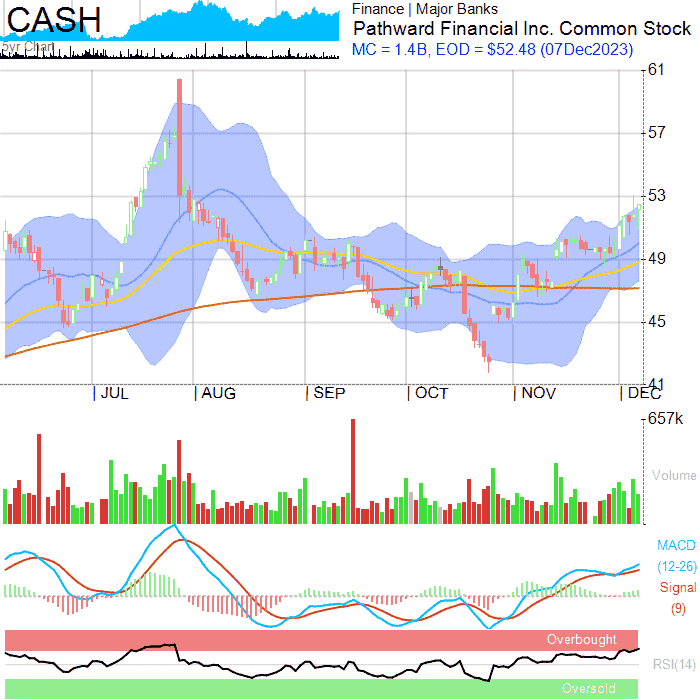 CASH
5yr Chart
Finance | Major Banks
Pathward Financial Inc. Common Stock
MC = 1.4B, EOD = $52.48 (07Dec2023)
61
57
53
49
45
41
JUL AUG SEP OCT NOV DEC
657k
Volume
MACD
(12-26)
Signal
(9)
Overbought
RSI(14)
Oversold